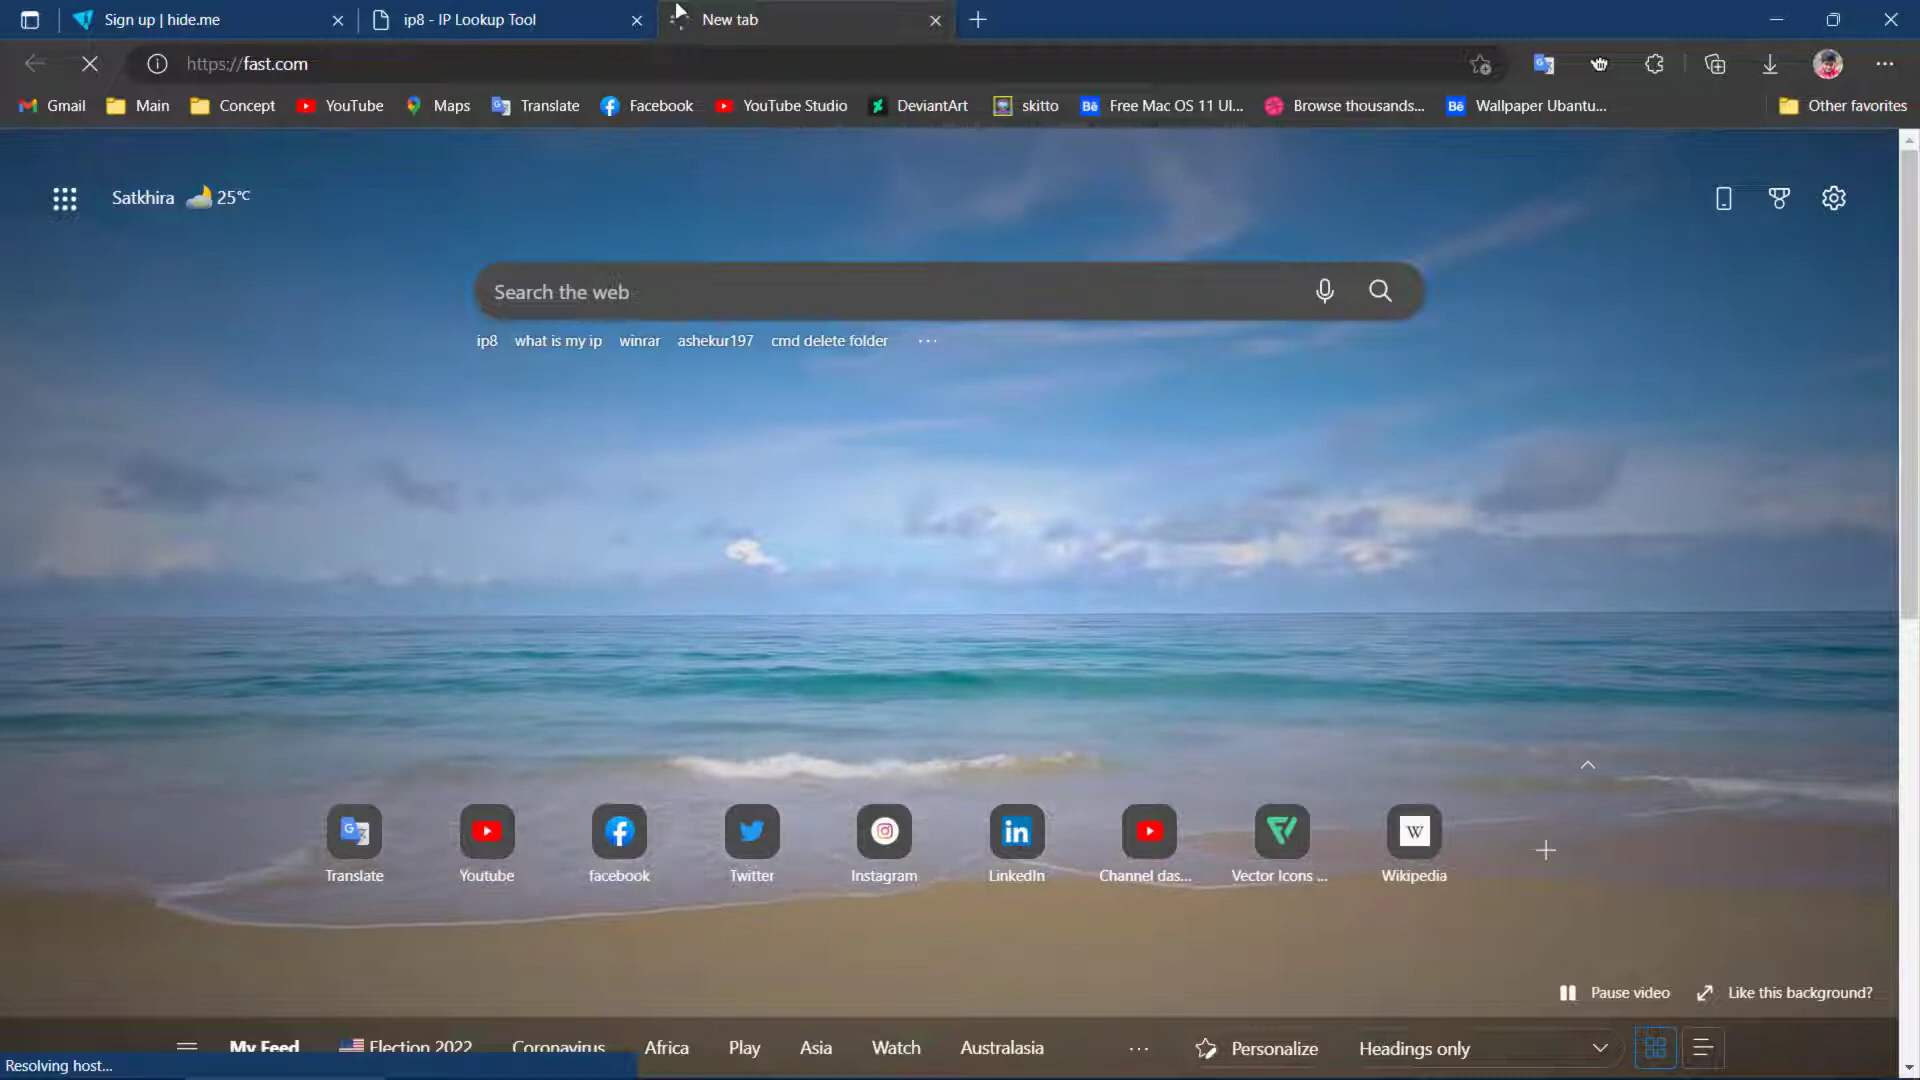 Sign up | hide.me
ip8 - IP Lookup Tool
New tab
https://fast.com
Gmail
Main
Concept
YouTube
Maps
Translate
Facebook
YouTube Studio
DeviantArt
skitto
Free Mac OS 11 UI...
Browse thousands...
Wallpaper Ubantu...
Other favorites
Satkhira 25°C
Search the web
ip8 what is my ip winrar ashekur197 cmd delete folder ...
Translate
Youtube
facebook
Twitter
Instagram
LinkedIn
Channel das...
Vector Icons ...
Wikipedia
Pause video
Like this background?
My Feed
Election 2022
Coronavirus
Africa
Play
Asia
Watch
Australasia
...
Personalize
Headings only
Resolving host...